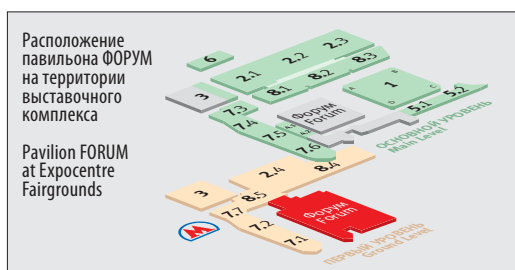 Расположение
павильона ФОРУМ
на территории
выставочного
комплекса
Pavilion FORUM
at Expocentre
Fairgrounds
6
2.1 2.2 2.3
8.1 8.2 8.3
3
7.3
7.4
7.5
7.6
Форум
Forum
A B
1
D C
5.1 5.2
ОСНОВНОЙ УРОВЕНЬ
Main Level
3
2.4
8.4
8.5
7.7
7.2
7.1
Форум
Forum
М
ПЕРВЫЙ УРОВЕНЬ
Ground Level